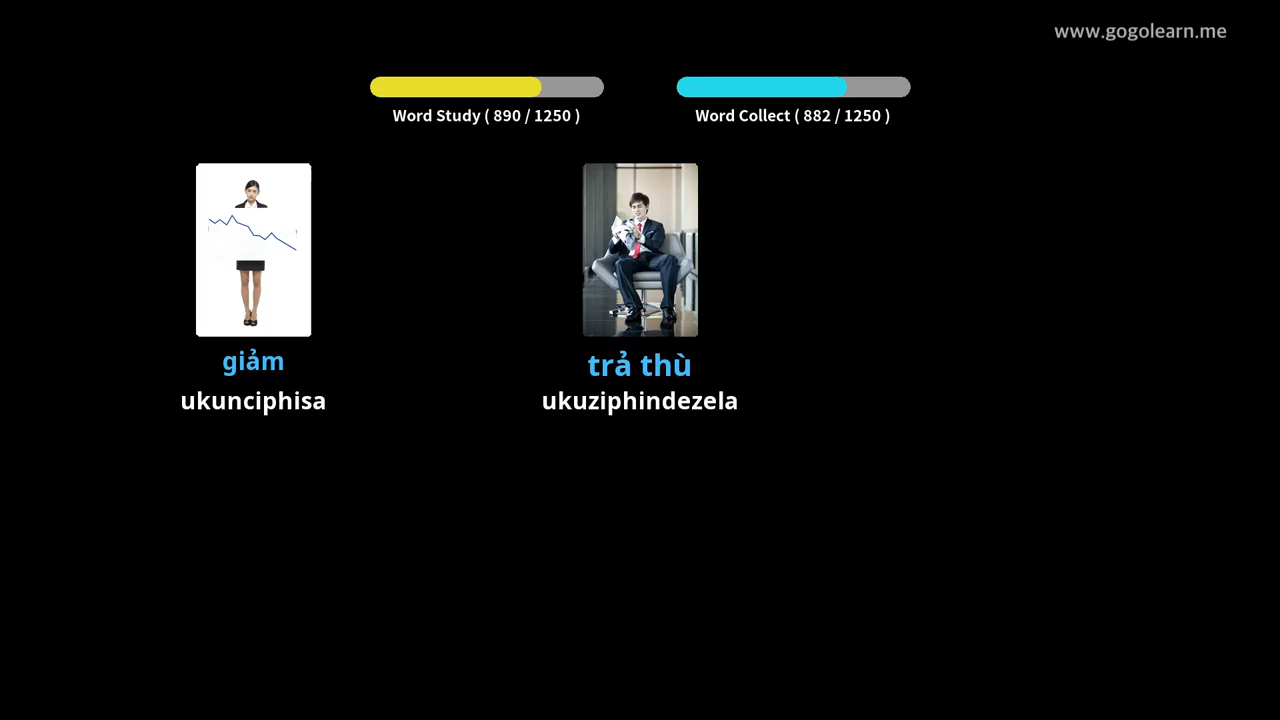 www.gogolearn.me
Word Study ( 890 / 1250 )
Word Collect ( 882 / 1250 )
giảm
trả thù
ukunciphisa
ukuziphindezela